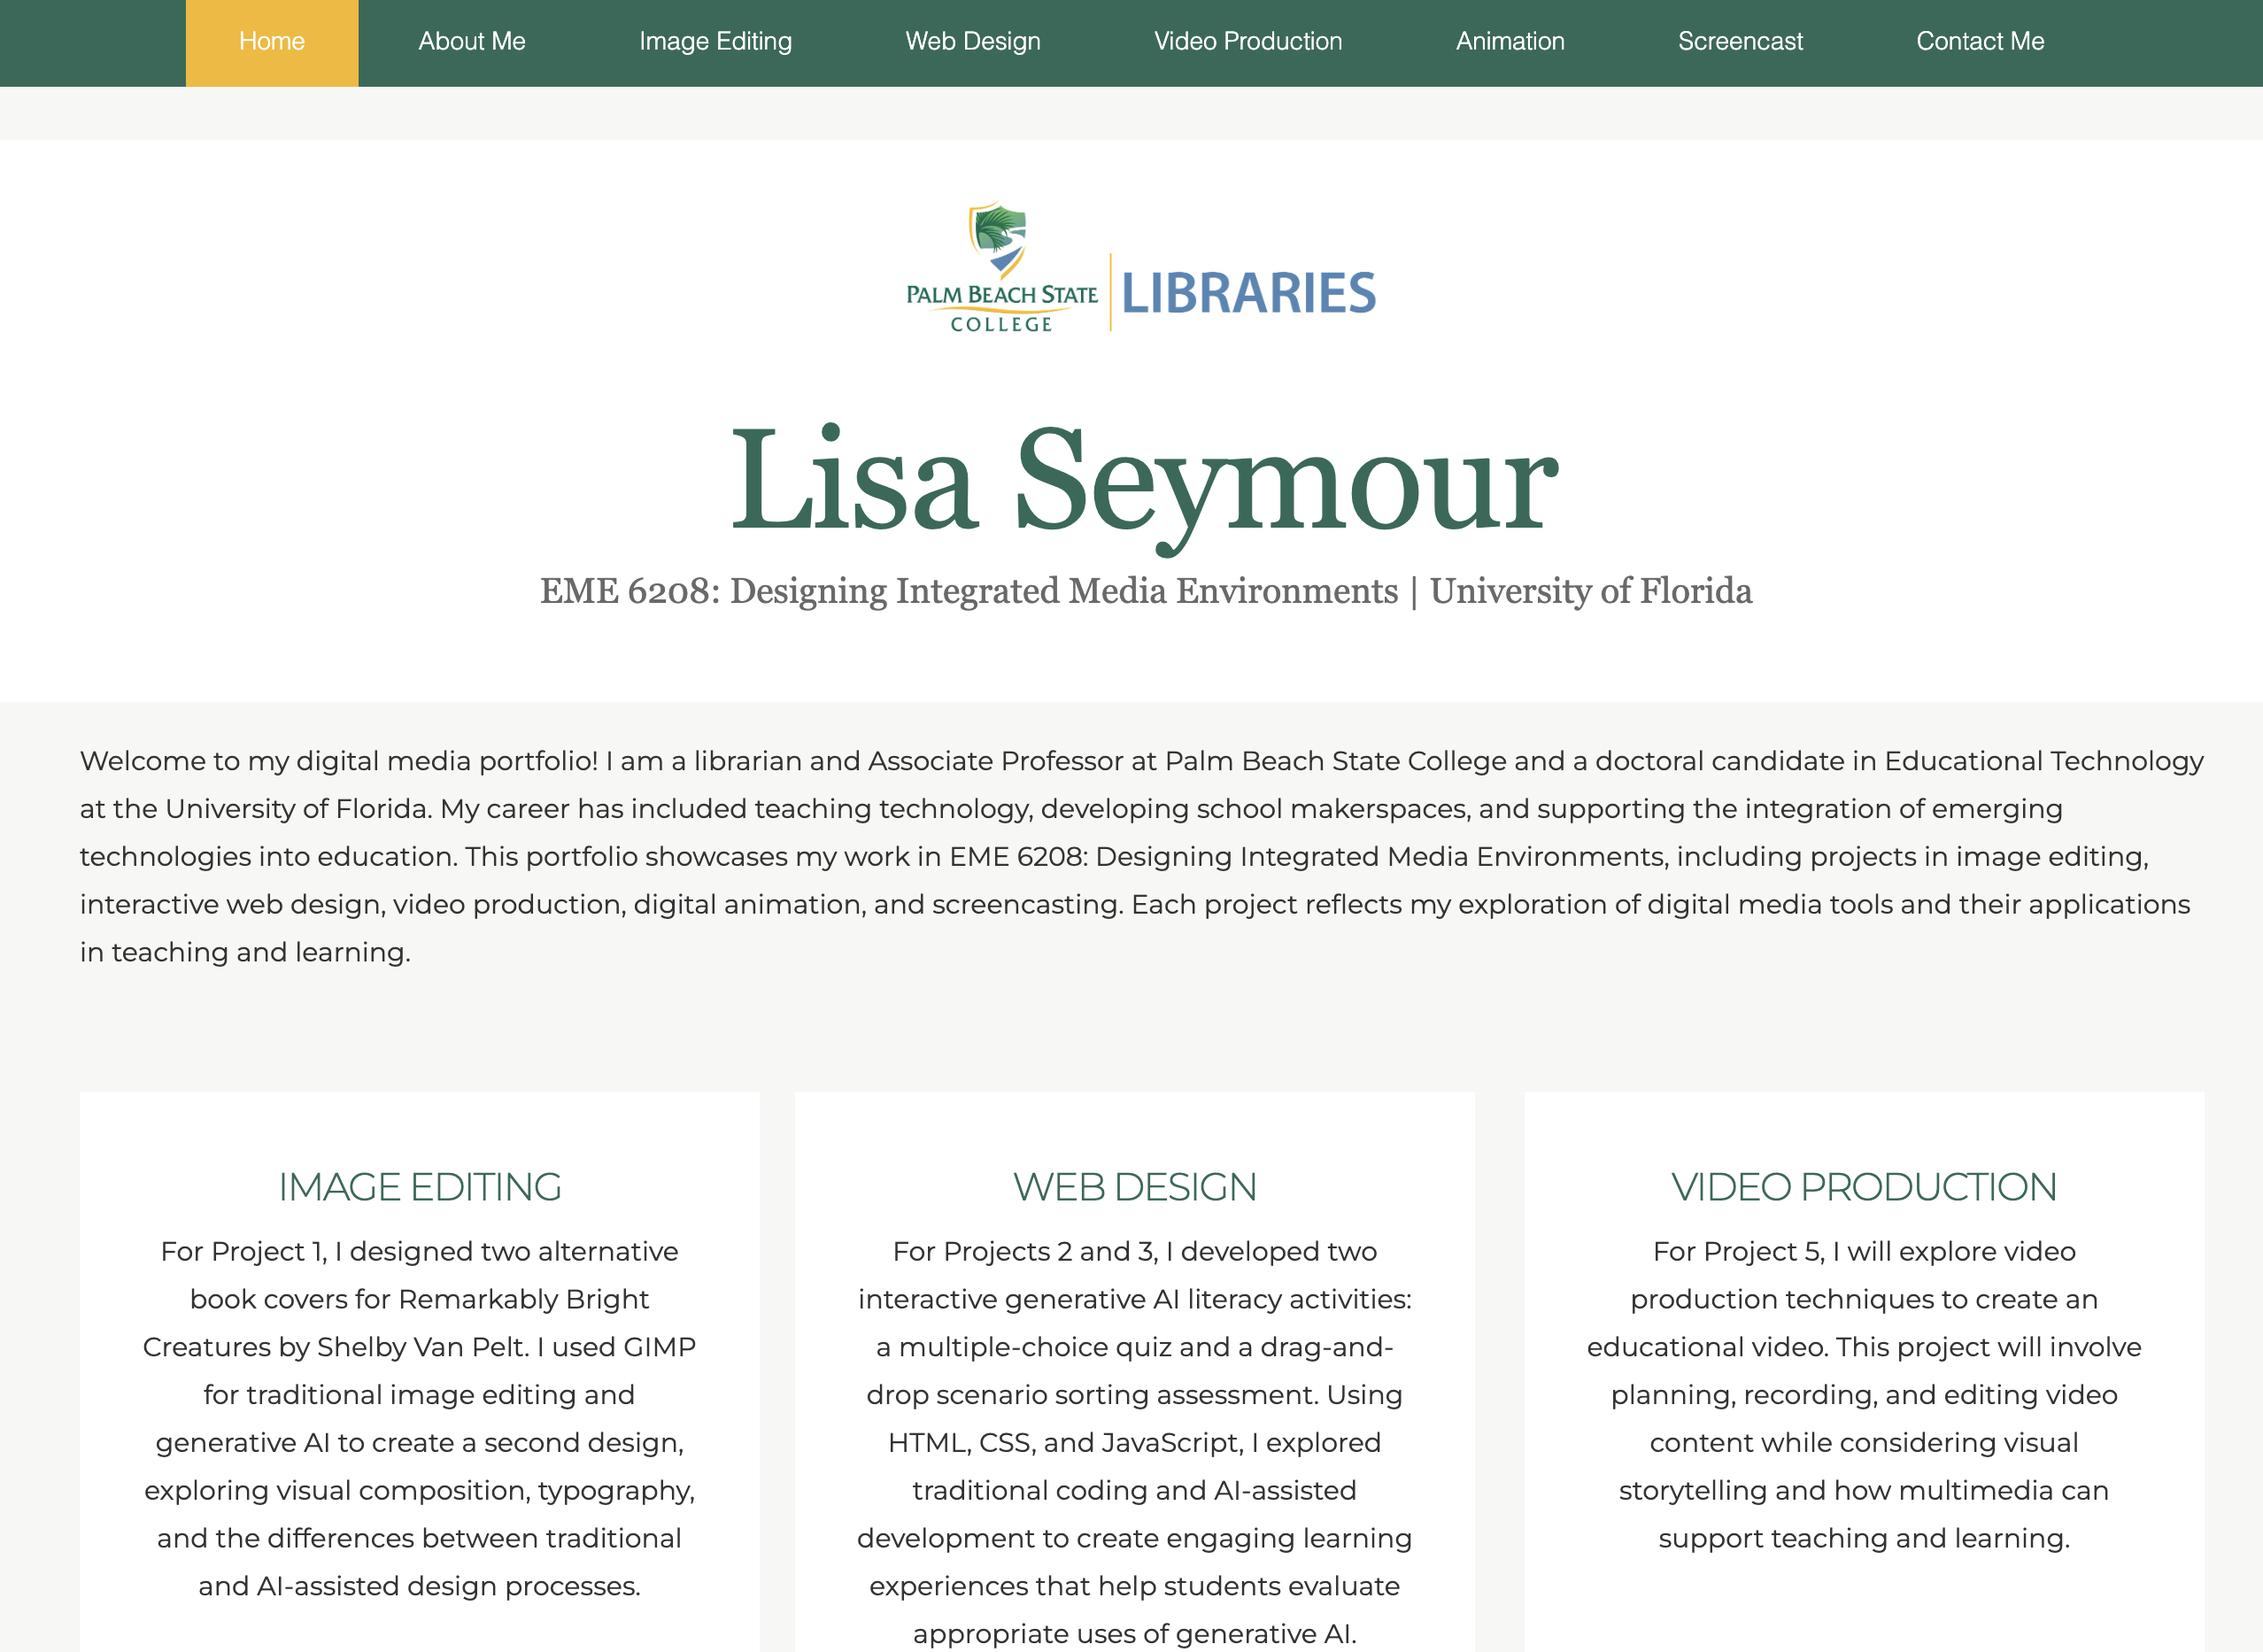 Home About Me Image Editing Web Design Video Production Animation Screencast Contact Me
PALM BEACH STATE
COLLEGE
LIBRARIES
Lisa Seymour
EME 6208: Designing Integrated Media Environments | University of Florida
Welcome to my digital media portfolio! I am a librarian and Associate Professor at Palm Beach State College and a doctoral candidate in Educational Technology
at the University of Florida. My career has included teaching technology, developing school makerspaces, and supporting the integration of emerging
technologies into education. This portfolio showcases my work in EME 6208: Designing Integrated Media Environments, including projects in image editing,
interactive web design, video production, digital animation, and screencasting. Each project reflects my exploration of digital media tools and their applications
in teaching and learning.
IMAGE EDITING
For Project 1, I designed two alternative
book covers for Remarkably Bright
Creatures by Shelby Van Pelt. I used GIMP
for traditional image editing and
generative AI to create a second design,
exploring visual composition, typography,
and the differences between traditional
and AI-assisted design processes.
WEB DESIGN
For Projects 2 and 3, I developed two
interactive generative AI literacy activities:
a multiple-choice quiz and a drag-and-
drop scenario sorting assessment. Using
HTML, CSS, and JavaScript, I explored
traditional coding and AI-assisted
development to create engaging learning
experiences that help students evaluate
appropriate uses of generative AI.
VIDEO PRODUCTION
For Project 5, I will explore video
production techniques to create an
educational video. This project will involve
planning, recording, and editing video
content while considering visual
storytelling and how multimedia can
support teaching and learning.